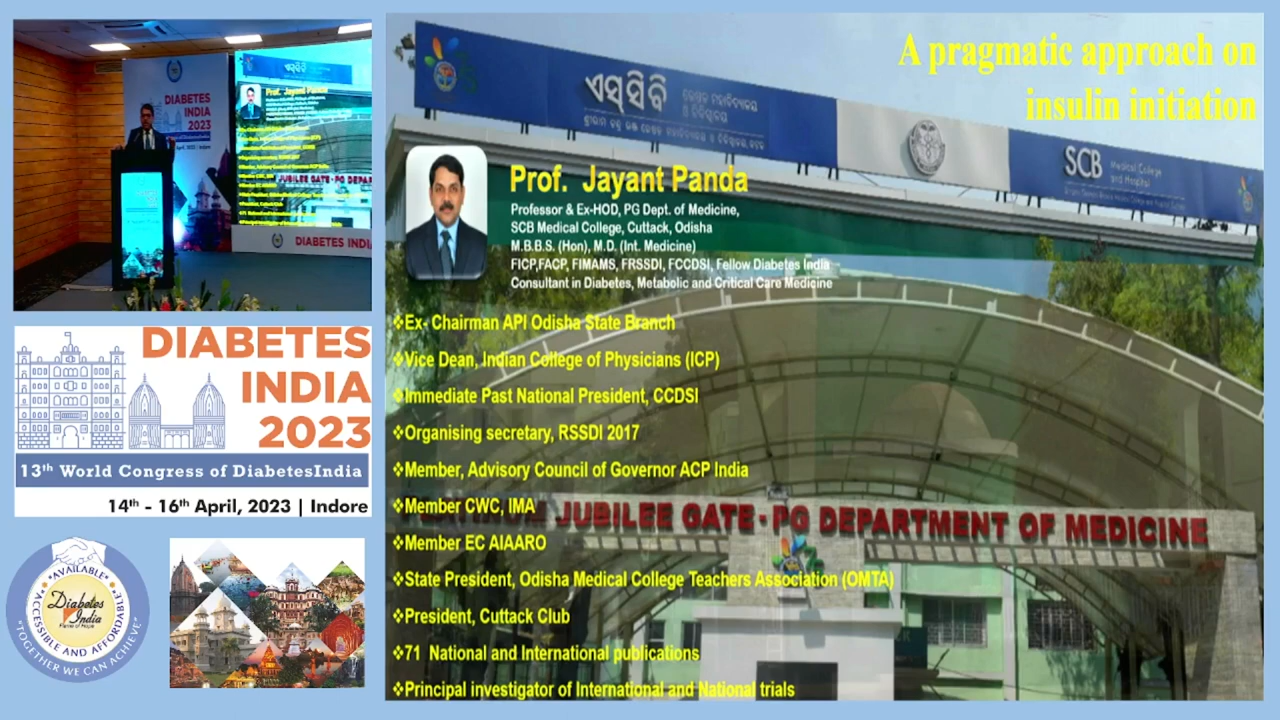 DIABETES
INDIA
2023
DIABETES INDIA
Prof. Jayant Panda
DIABETES
INDIA
2023
13th World Congress of DiabetesIndia
14th - 16th April, 2023 | Indore
"AVAILABLE"
"ACCESSIBLE AND AFFORDABLE"
Diabetes
India
"TOGETHER WE CAN ACHIEVE"
A pragmatic approach on
insulin initiation
ଏସ୍ ସି ବି
SCB
Medical College
and Hospital
Prof. Jayant Panda
Professor & Ex-HOD, PG Dept. of Medicine,
SCB Medical College, Cuttack, Odisha
M.B.B.S. (Hon), M.D. (Int. Medicine)
FICP,FACP, FIMAMS, FRSSDI, FCCDSI, Fellow Diabetes India
Consultant in Diabetes, Metabolic and Critical Care Medicine
❖Ex- Chairman API Odisha State Branch
❖Vice Dean, Indian College of Physicians (ICP)
❖Immediate Past National President, CCDSI
❖Organising secretary, RSSDI 2017
❖Member, Advisory Council of Governor ACP India
❖Member CWC, IMA
❖Member EC AIAARO
❖State President, Odisha Medical College Teachers Association (OMTA)
❖President, Cuttack Club
❖71 National and International publications
❖Principal investigator of International and National trials
JUBILEE GATE-PG DEPARTMENT OF MEDICINE